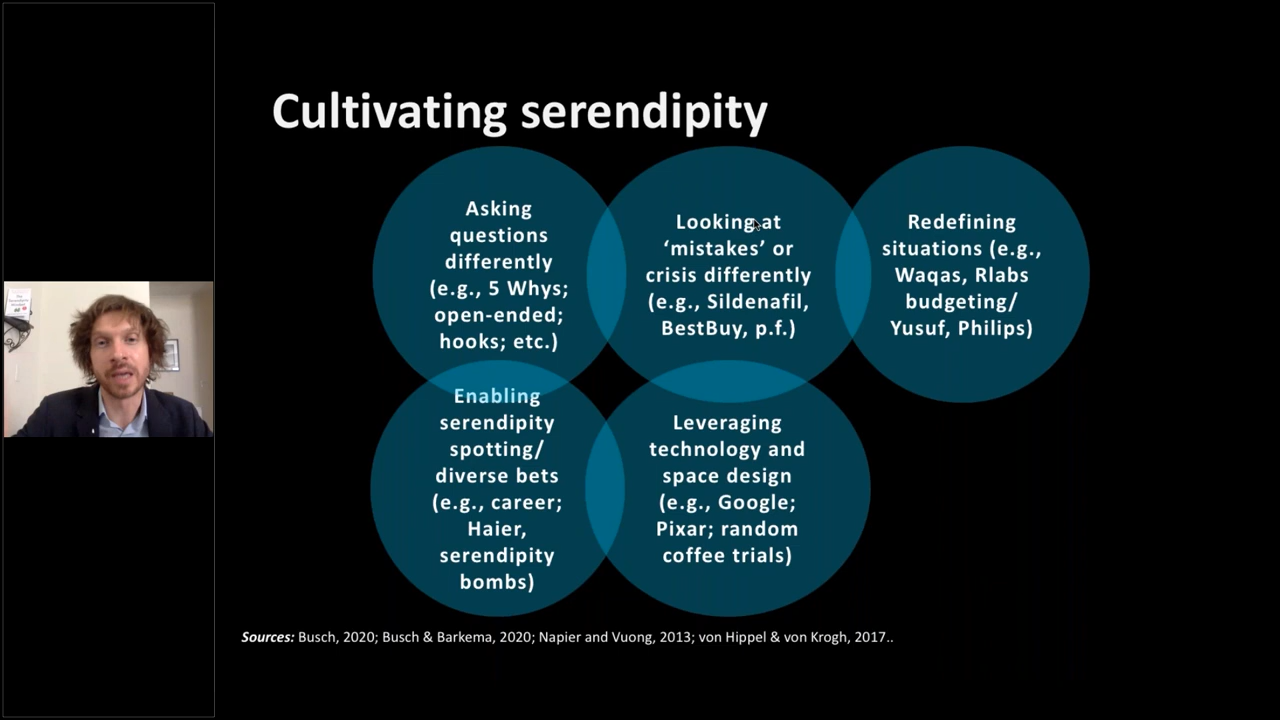 Cultivating serendipity
Asking
questions
differently
(e.g., 5 Whys;
open-ended;
hooks; etc.)
Looking at
‘mistakes’ or
crisis differently
(e.g., Sildenafil,
BestBuy, p.f.)
Redefining
situations (e.g.,
Waqas, Rlabs
budgeting/
Yusuf, Philips)
Enabling
serendipity
spotting/
diverse bets
(e.g., career;
Haier,
serendipity
bombs)
Leveraging
technology and
space design
(e.g., Google;
Pixar; random
coffee trials)
Sources: Busch, 2020; Busch & Barkema, 2020; Napier and Vuong, 2013; von Hippel & von Krogh, 2017..